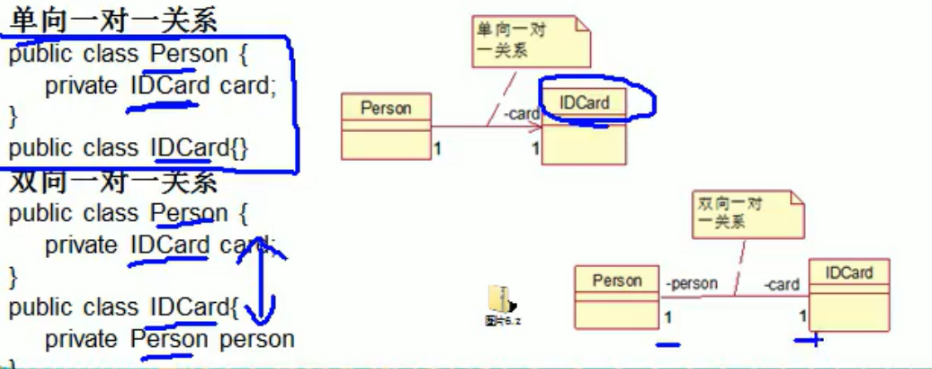 单向一对一关系
public class Person {
private IDCard card;
}
public class IDCard{}
双向一对一关系
public class Person {
private IDCard card;
}
public class IDCard{
private Person person
}
单向一对
一关系
Person
-card
IDCard
1
1
双向一对
一关系
Person
-person
-card
IDCard
1
1
图片6.z